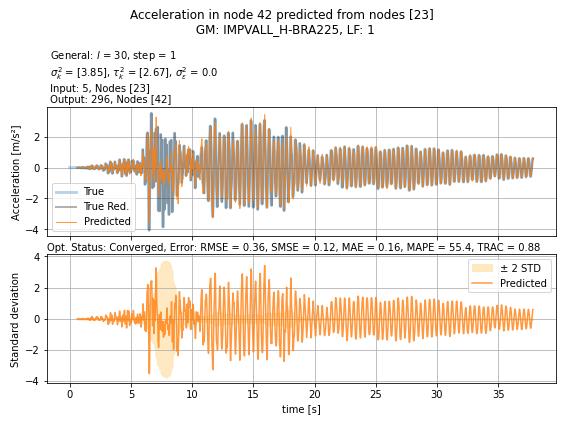 Acceleration in node 42 predicted from nodes [23]
GM: IMPVALL_H-BRA225, LF: 1
General: l = 30, step = 1
σ²ₖ = [3.85], τ²ₖ = [2.67], σ²ε = 0.0
Input: 5, Nodes [23]
Output: 296, Nodes [42]
Acceleration [m/s²]
2
0
−2
−4
True
True Red.
Predicted
Opt. Status: Converged, Error: RMSE = 0.36, SMSE = 0.12, MAE = 0.16, MAPE = 55.4, TRAC = 0.88
Standard deviation
4
2
0
−2
−4
± 2 STD
Predicted
0 5 10 15 20 25 30 35
time [s]